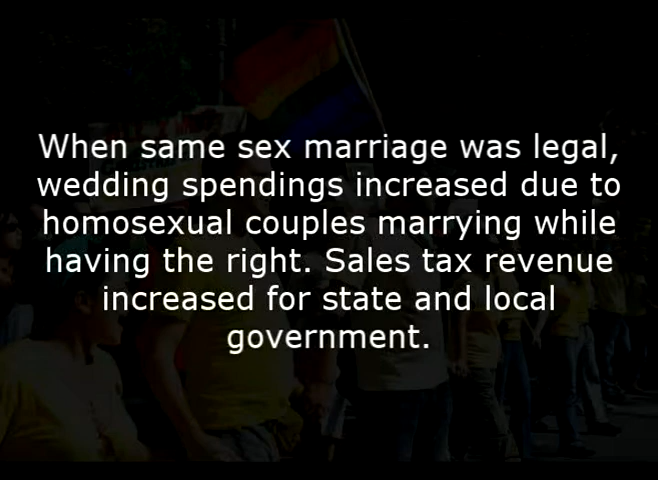 When same sex marriage was legal,
wedding spendings increased due to
homosexual couples marrying while
having the right. Sales tax revenue
increased for state and local
government.